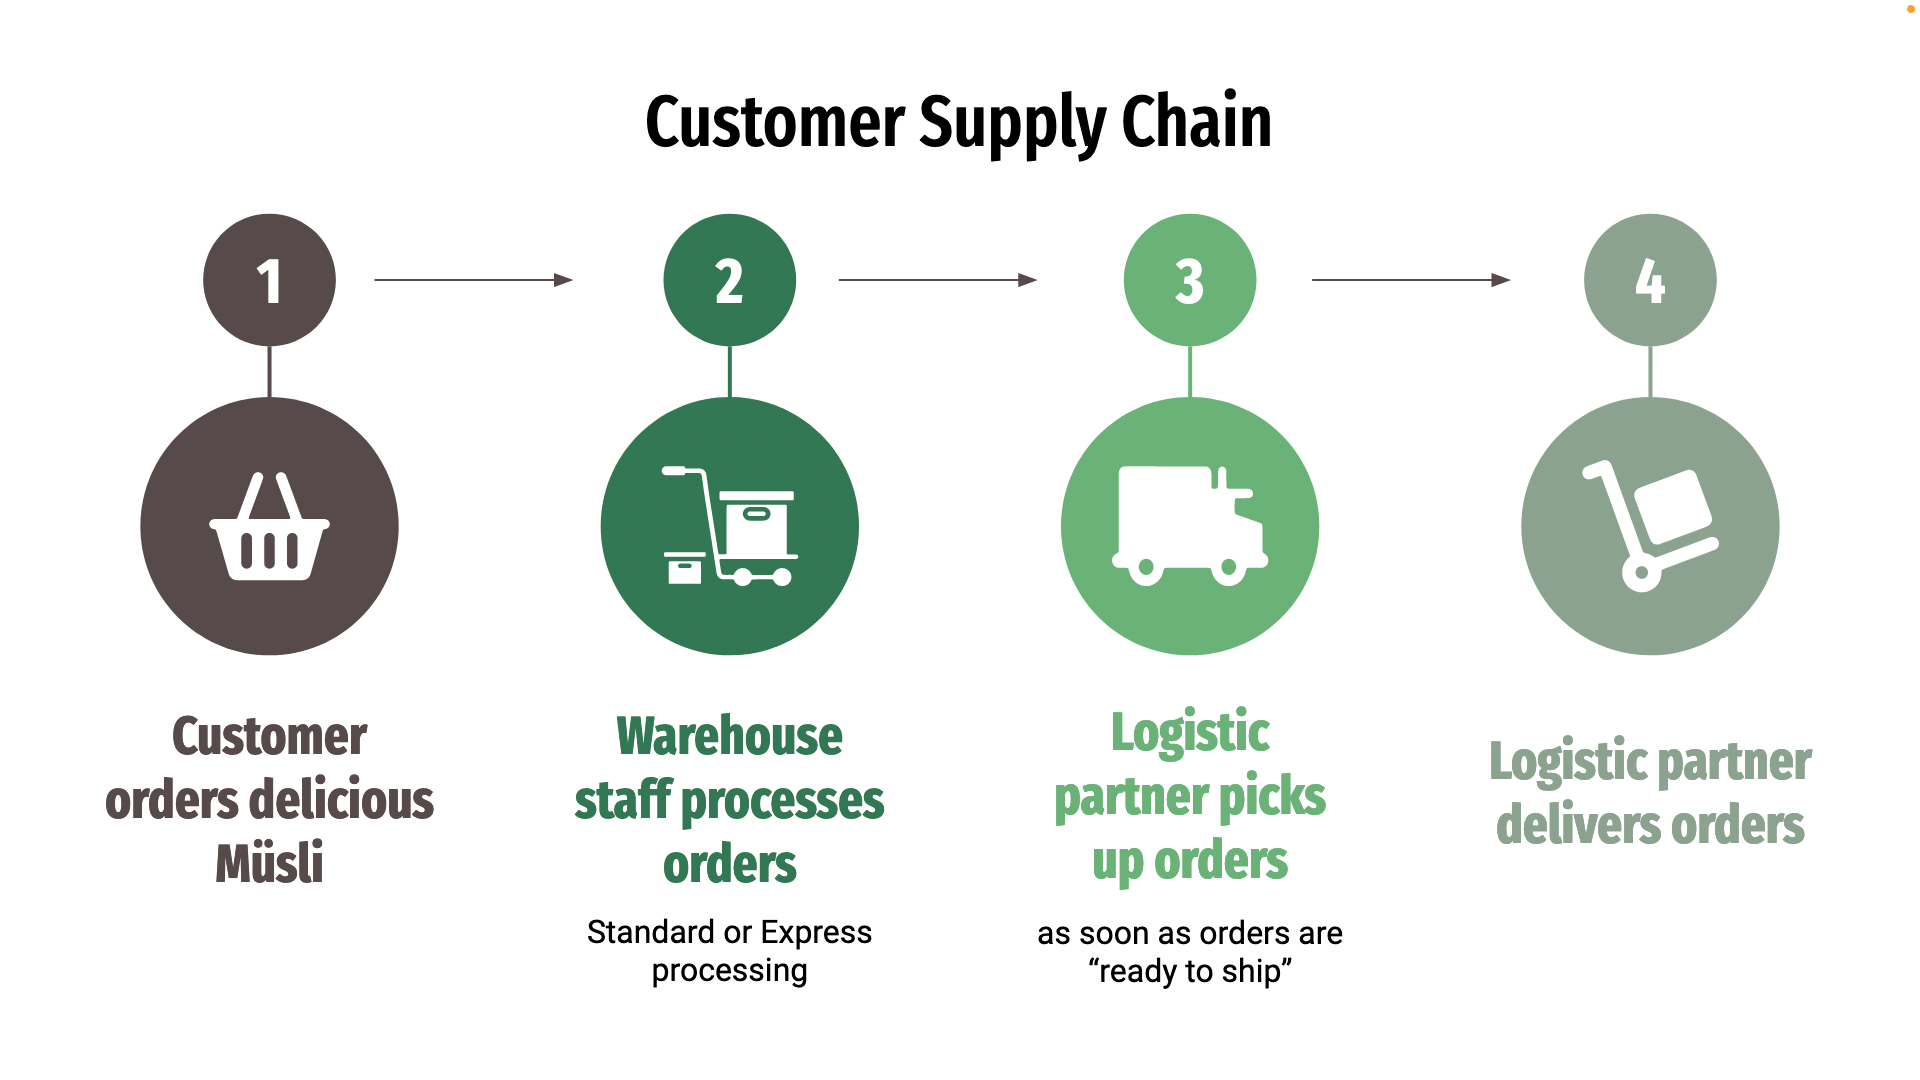 Customer Supply Chain
1
2
3
4
Customer
orders delicious
Müsli
Warehouse
staff processes
orders
Standard or Express
processing
Logistic
partner picks
up orders
as soon as orders are
“ready to ship”
Logistic partner
delivers orders